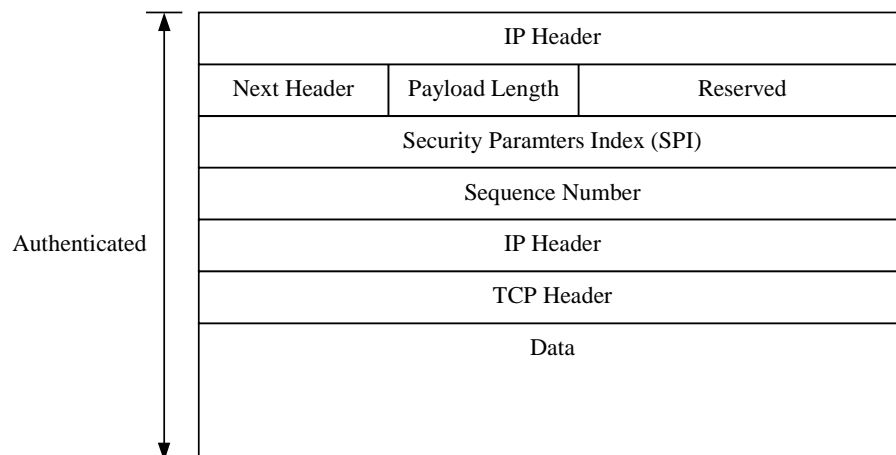 IP Header
Next Header Payload Length Reserved
Security Paramters Index (SPI)
Sequence Number
Authenticated
IP Header
TCP Header
Data